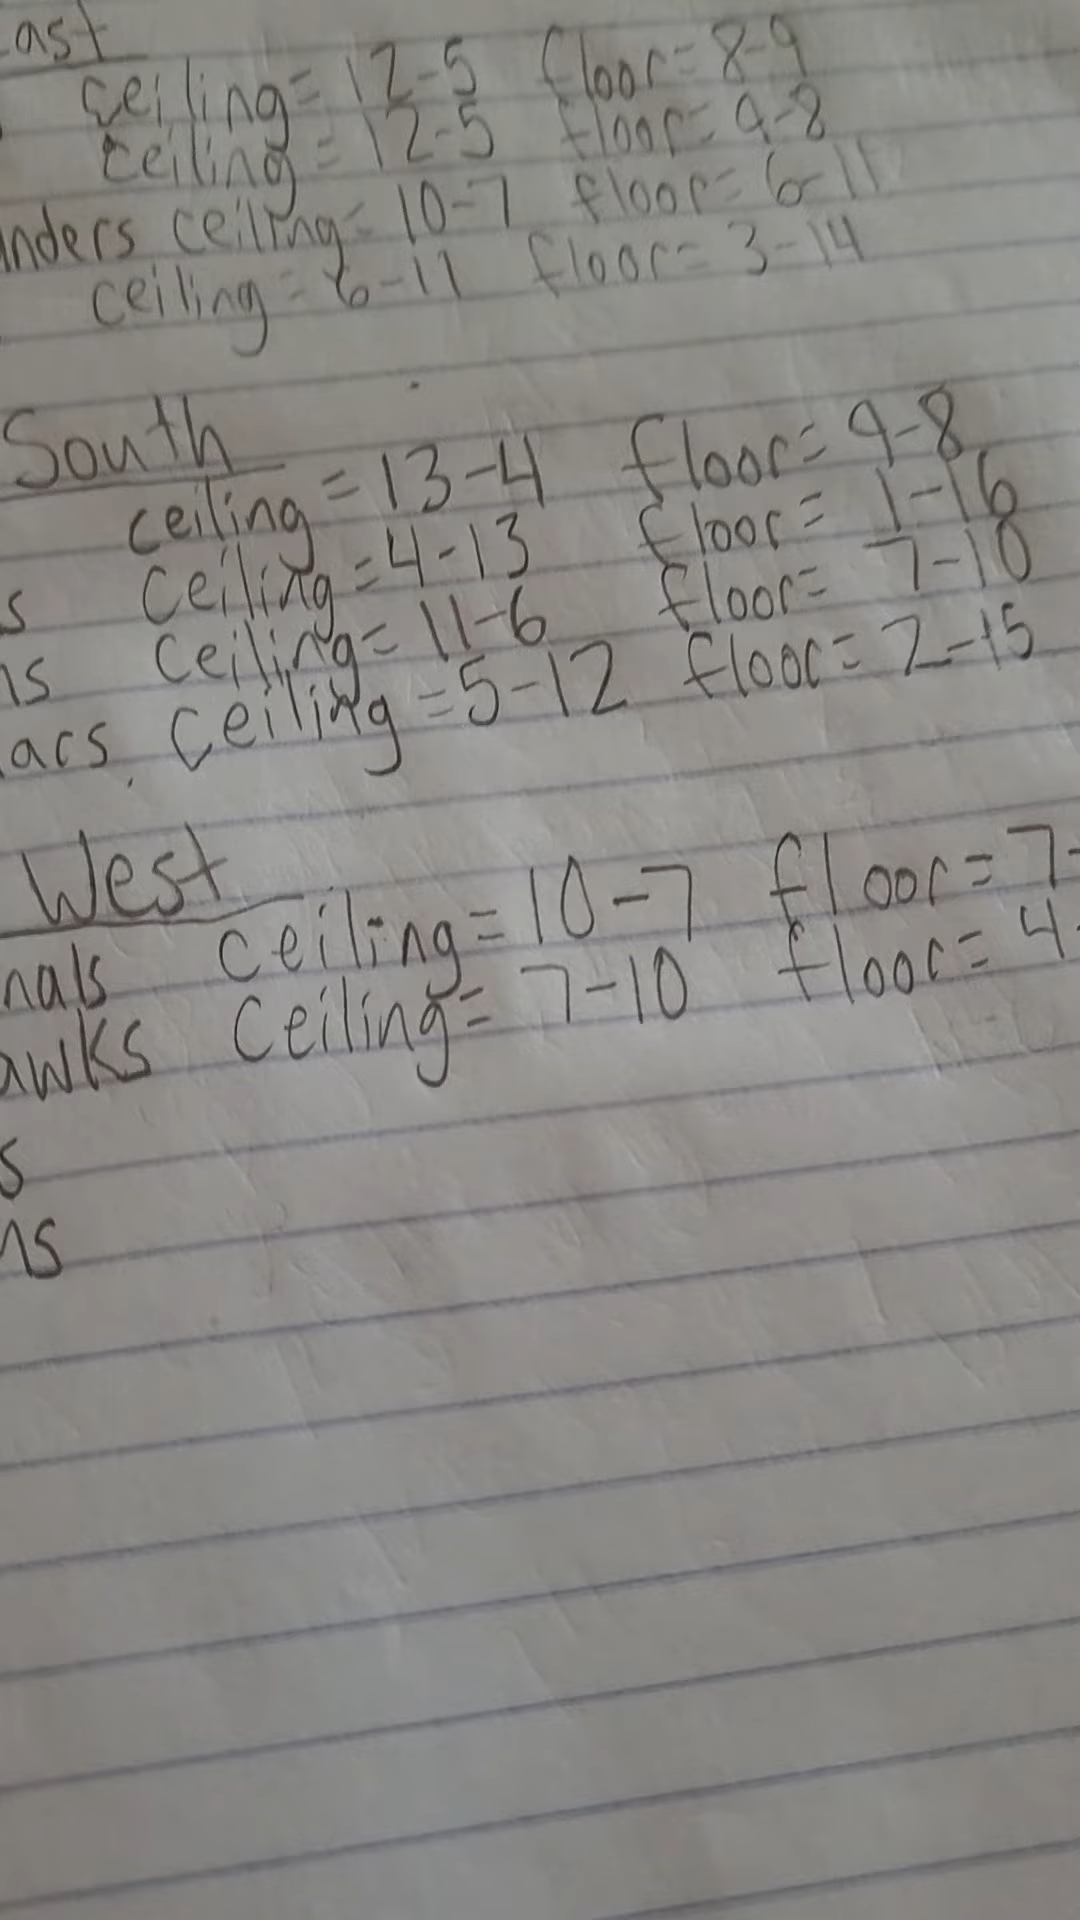 ast
ceiling= 12-5 floor= 8-9
ceiling= 12-5 floor= 9-8
nders ceiling= 10-7 floor= 6-11
ceiling= 6-11 floor= 3-14
South
ceiling = 13-4 floor= 9-8
s ceiling = 4-13 floor= 1-16
ns ceiling= 11-6 floor= 7-10
acs ceiling = 5-12 floor= 2-15
West
nals ceiling= 10-7 floor= 7-
awks ceiling= 7-10 floor= 4-
s
ns